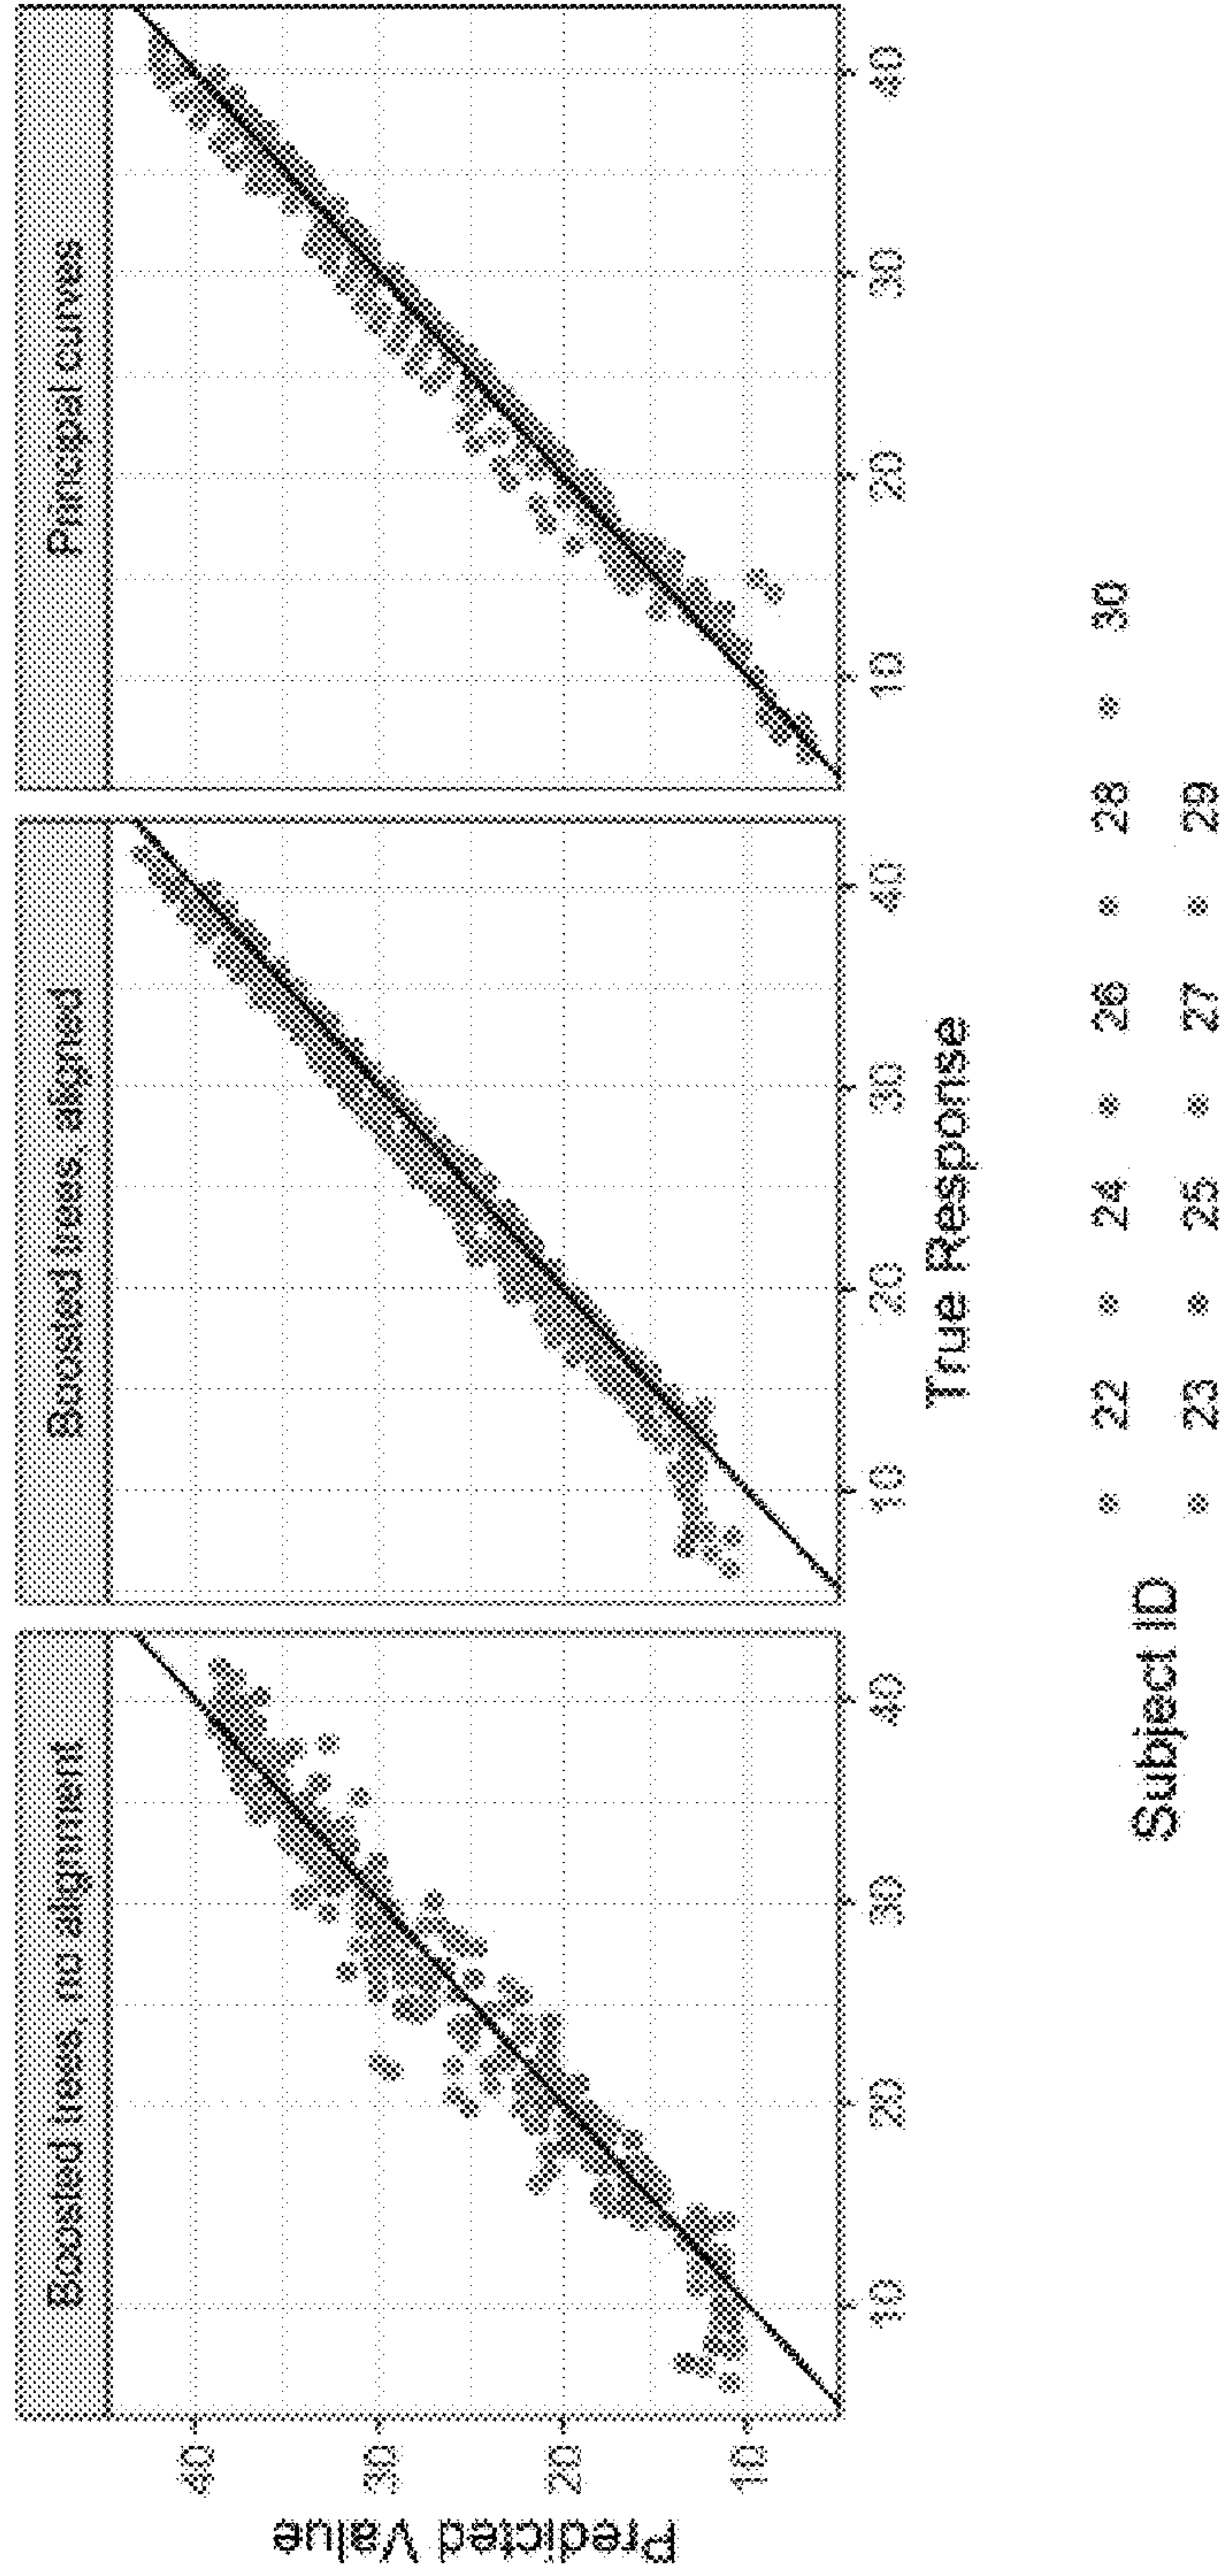 Boosted trees, no alignment
Boosted trees, aligned
Principal curves
Predicted Value
40
30
20
10
10 20 30 40
10 20 30 40
10 20 30 40
True Response
Subject ID
22 24 26 28 30
23 25 27 29